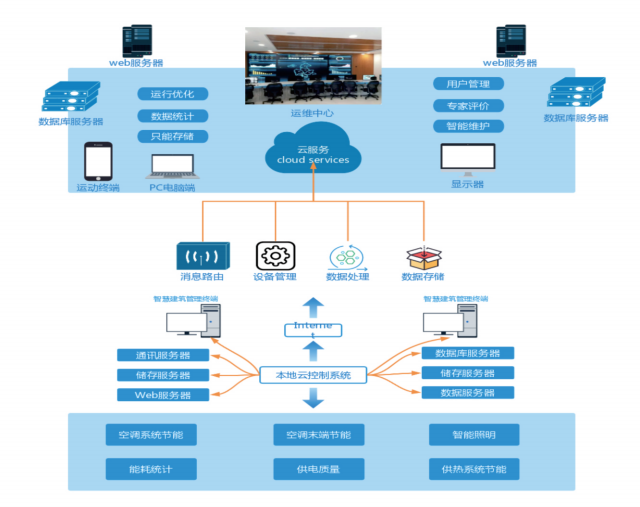 web服务器
web服务器
数据库服务器
运行优化
数据统计
只能存储
运维中心
用户管理
专家评价
智能维护
数据库服务器
云服务
cloud services
运动终端
PC电脑端
显示器
消息路由
设备管理
数据处理
数据存储
智慧建筑管理终端
智慧建筑管理终端
Interne
t
通讯服务器
储存服务器
Web服务器
本地云控制系统
数据库服务器
储存服务器
数据服务器
空调系统节能
空调末端节能
智能照明
能耗统计
供电质量
供热系统节能